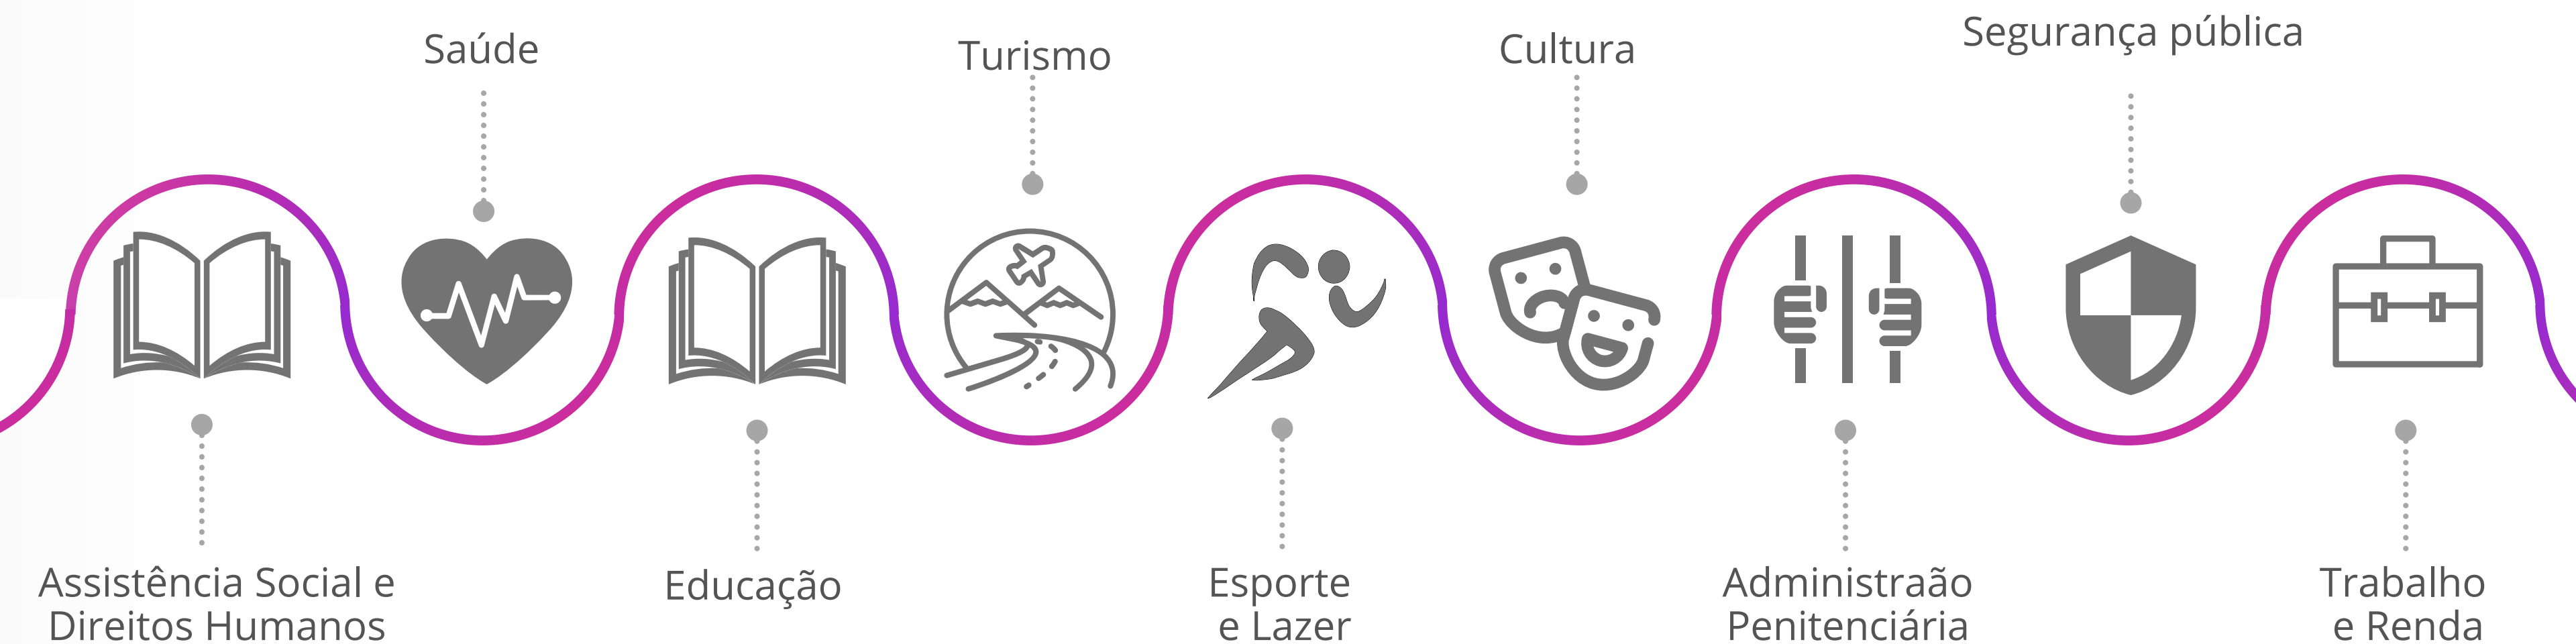 Saúde
Turismo
Cultura
Segurança pública
Assistência Social e
Direitos Humanos
Educação
Esporte
e Lazer
Administraão
Penitenciária
Trabalho
e Renda